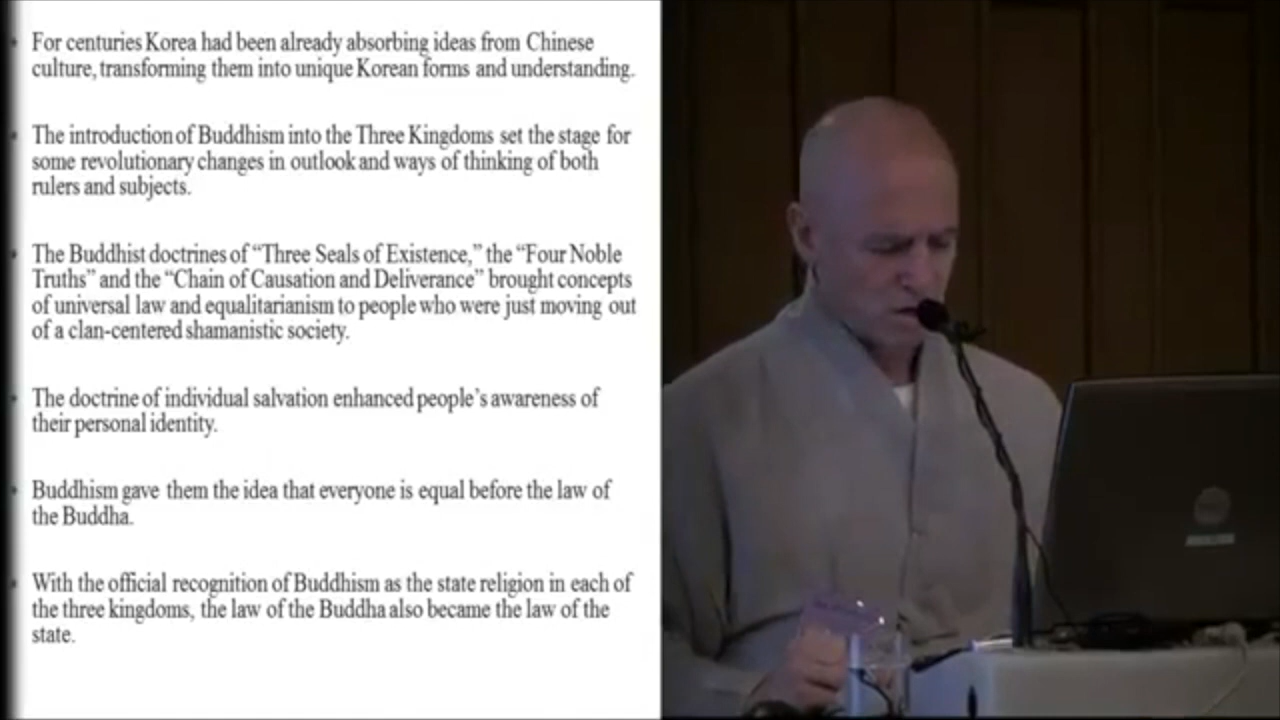 For centuries Korea had been already absorbing ideas from Chinese
culture, transforming them into unique Korean forms and understanding.
The introduction of Buddhism into the Three Kingdoms set the stage for
some revolutionary changes in outlook and ways of thinking of both
rulers and subjects.
The Buddhist doctrines of “Three Seals of Existence,” the “Four Noble
Truths” and the “Chain of Causation and Deliverance” brought concepts
of universal law and equalitarianism to people who were just moving out
of a clan-centered shamanistic society.
The doctrine of individual salvation enhanced people’s awareness of
their personal identity.
Buddhism gave them the idea that everyone is equal before the law of
the Buddha.
With the official recognition of Buddhism as the state religion in each of
the three kingdoms, the law of the Buddha also became the law of the
state.